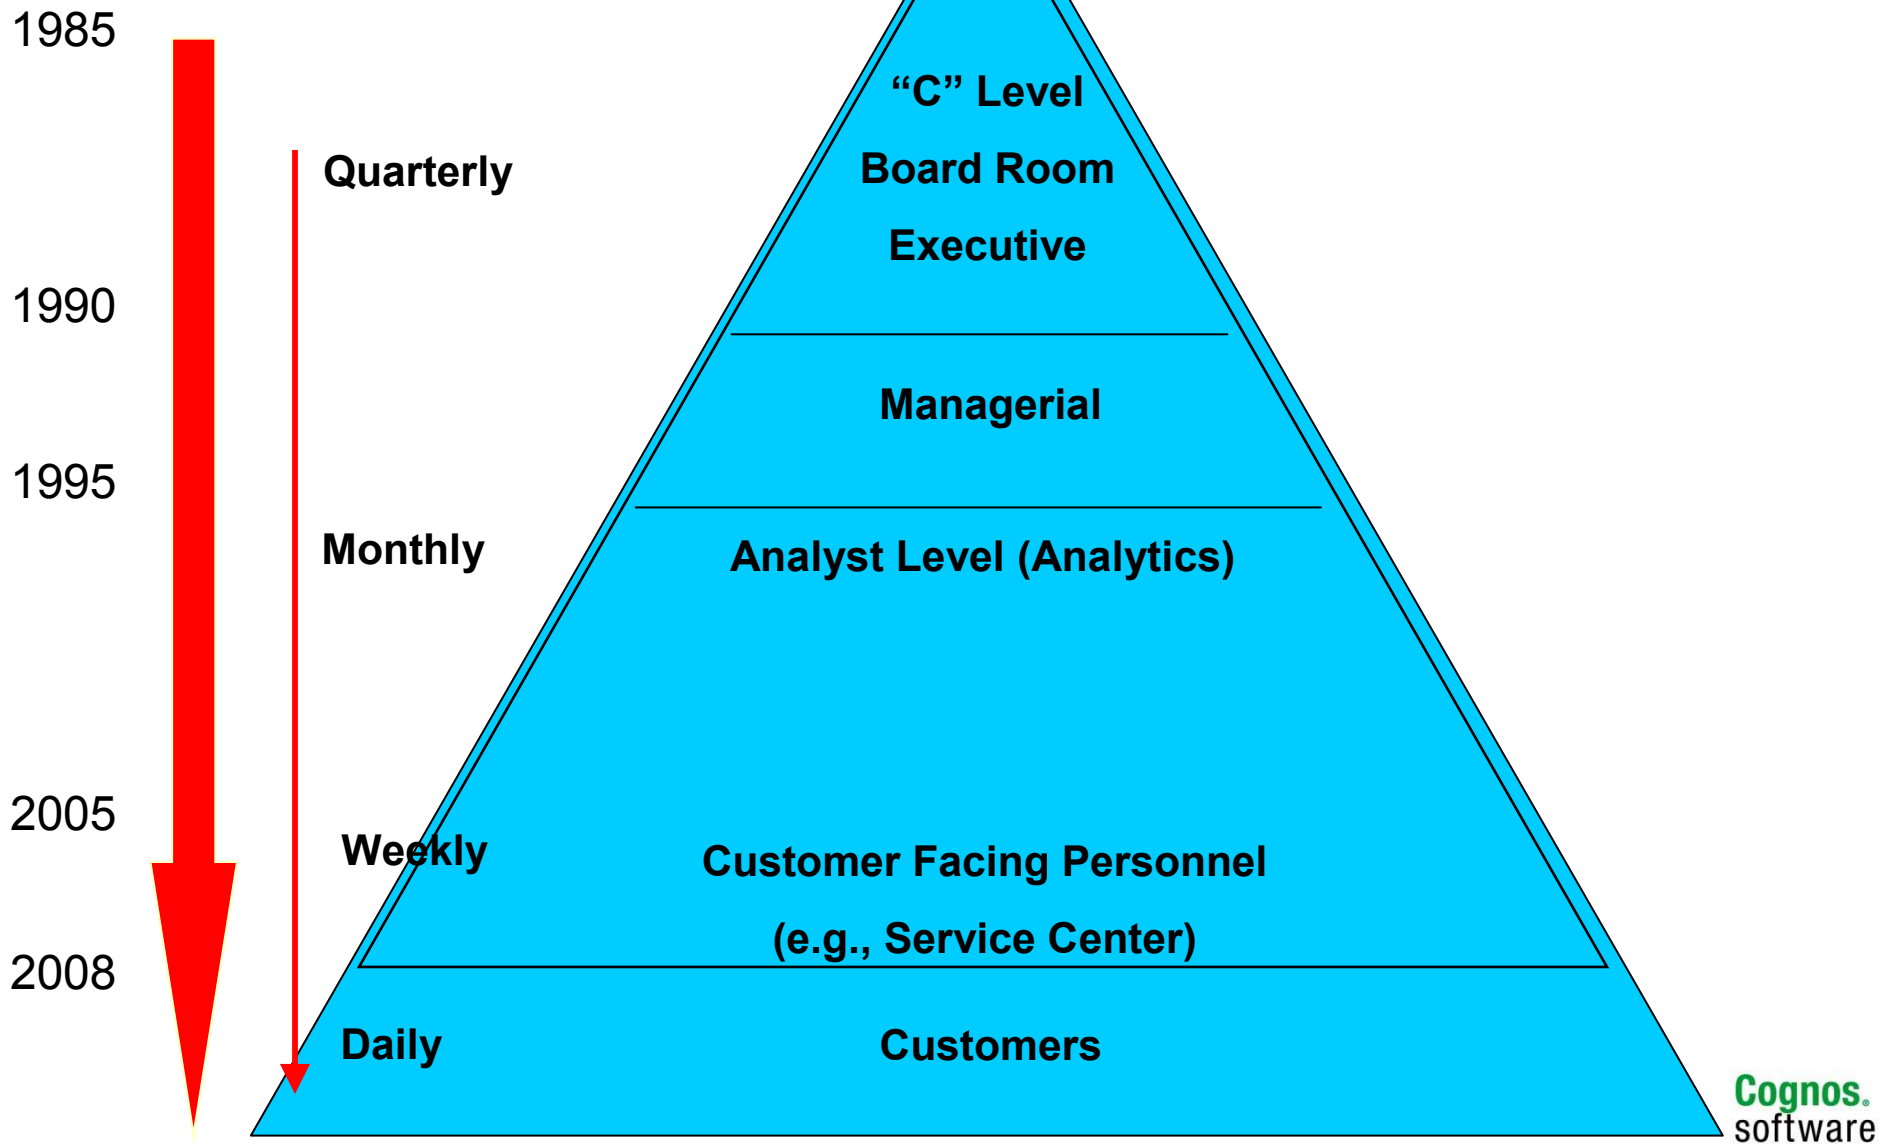 1985
“C” Level
Quarterly
Board Room
Executive
1990
Managerial
1995
Monthly
Analyst Level (Analytics)
2005
Weekly
Customer Facing Personnel
(e.g., Service Center)
2008
Daily
Customers
Cognos.
software